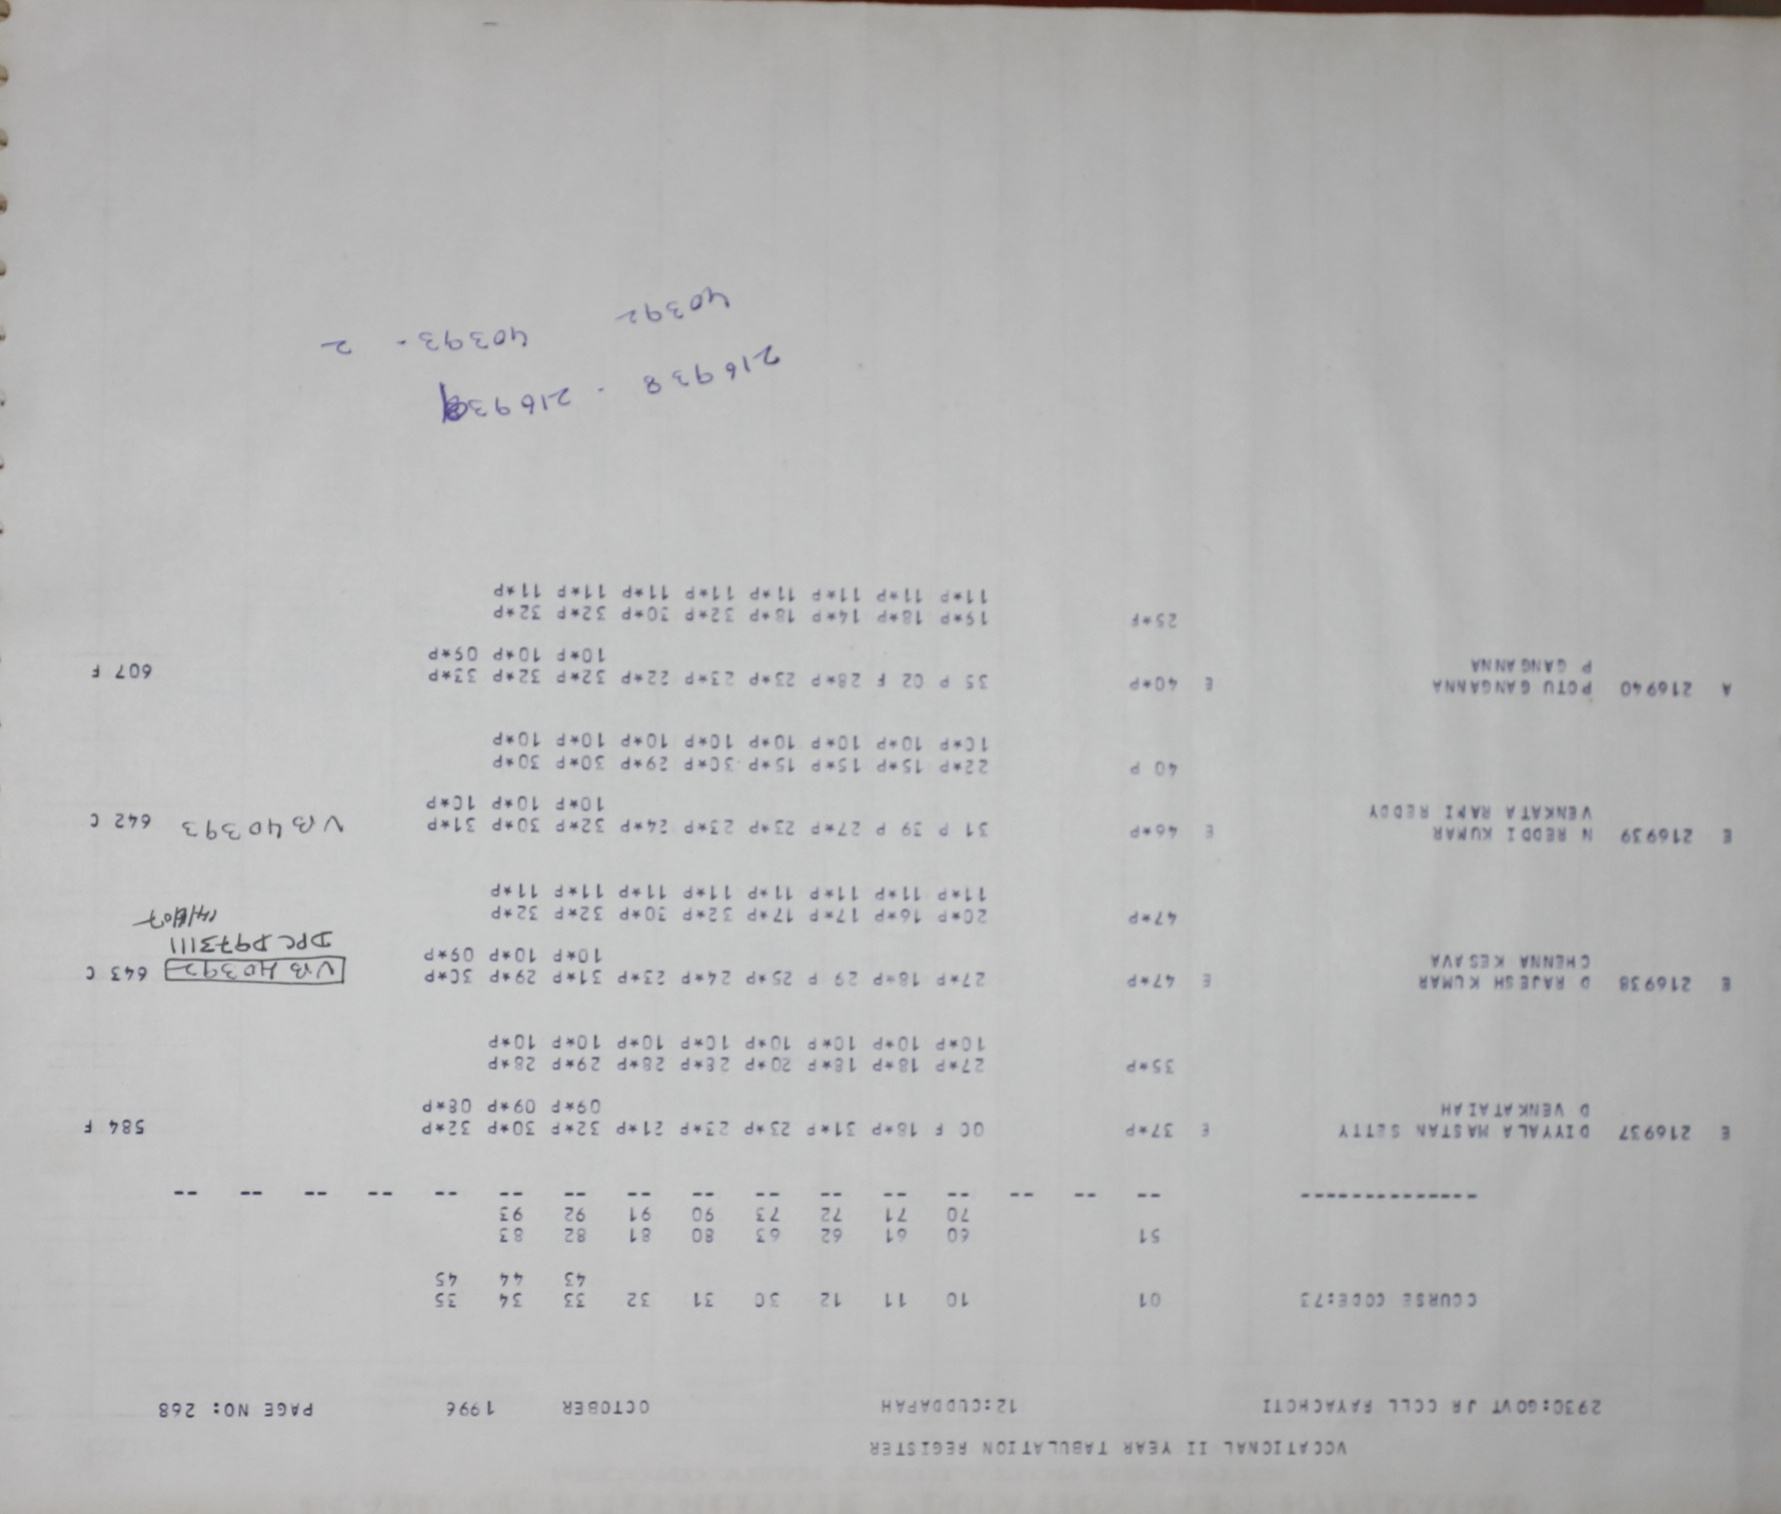 VOCATIONAL II YEAR TABULATION REGISTER
2930:GOVT JR COLL RAYACHOTI 12:CUDDAPAH OCTOBER 1996 PAGE NO: 268
COURSE CODE:73 01 10 11 12 30 31 32 33 34 35
43 44 45
51 60 61 62 63 80 81 82 83
70 71 72 73 90 91 92 93
-------------- -- -- -- -- -- -- -- -- -- -- -- -- -- -- -- --
E 216937 DIYYALA MASTAN SETTY E 37*P 00 F 18*P 31*P 23*P 23*P 21*P 32*P 30*P 32*P 584 F
D VENKATAIAH 09*P 09*P 08*P
35*P 27*P 18*P 18*P 20*P 28*P 28*P 29*P 28*P
10*P 10*P 10*P 10*P 10*P 10*P 10*P 10*P
E 216938 D RAJESH KUMAR E 47*P 27*P 18*P 29 P 25*P 24*P 23*P 31*P 29*P 30*P VB 40392 643 C
CHENNA KESAVA 10*P 10*P 09*P DPC D973111
47*P 20*P 16*P 17*P 17*P 32*P 30*P 32*P 32*P
11*P 11*P 11*P 11*P 11*P 11*P 11*P 11*P
E 216939 N REDDI KUMAR E 46*P 31 P 39 P 27*P 23*P 23*P 24*P 32*P 30*P 31*P VB40393 642 C
VENKATA RAMI REDDY 10*P 10*P 10*P
40 P 22*P 15*P 15*P 15*P 30*P 29*P 30*P 30*P
10*P 10*P 10*P 10*P 10*P 10*P 10*P 10*P
A 216940 POTU GANGANNA E 40*P 35 P 02 F 28*P 23*P 23*P 22*P 32*P 32*P 33*P 607 F
P GANGANNA 10*P 10*P 09*P
25*P 19*P 18*P 14*P 18*P 32*P 30*P 32*P 32*P
11*P 11*P 11*P 11*P 11*P 11*P 11*P 11*P
216938 - 216939
40392 40393 - 2